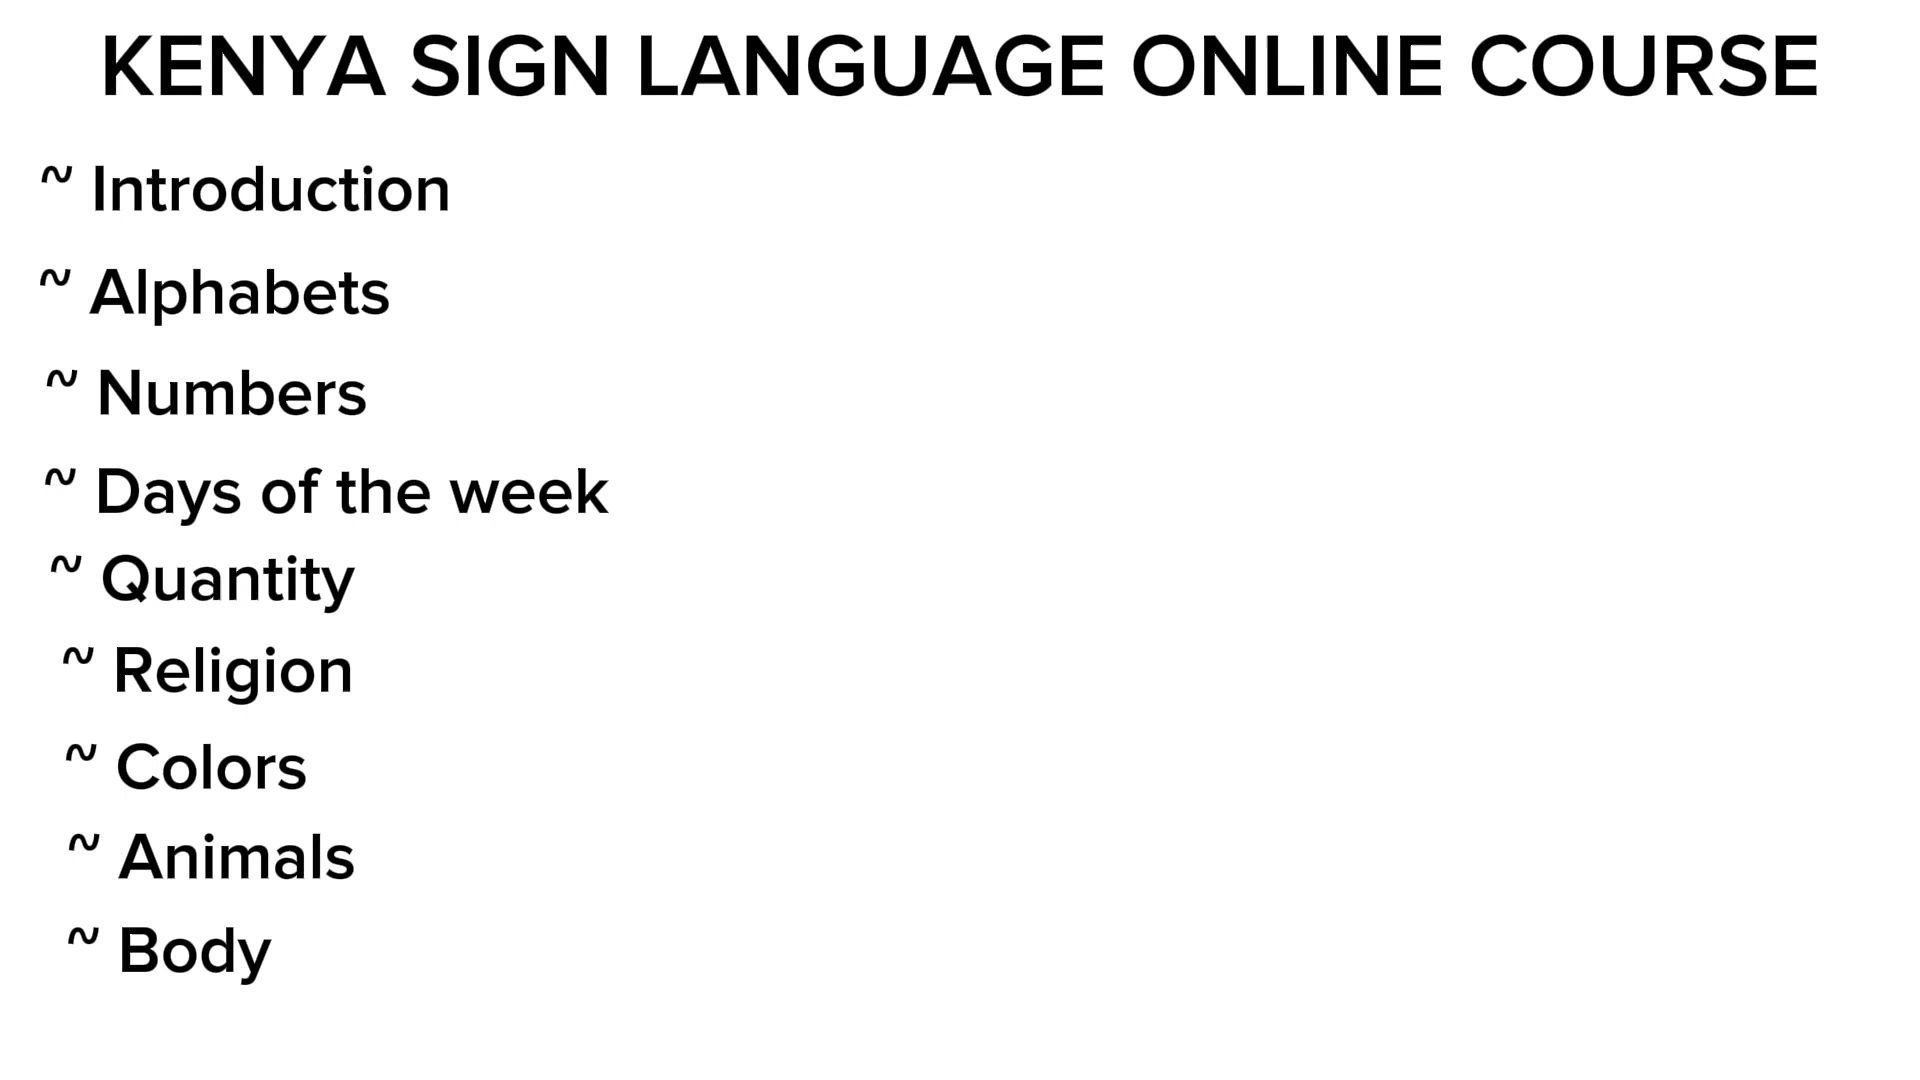 KENYA SIGN LANGUAGE ONLINE COURSE
~ Introduction
~ Alphabets
~ Numbers
~ Days of the week
~ Quantity
~ Religion
~ Colors
~ Animals
~ Body